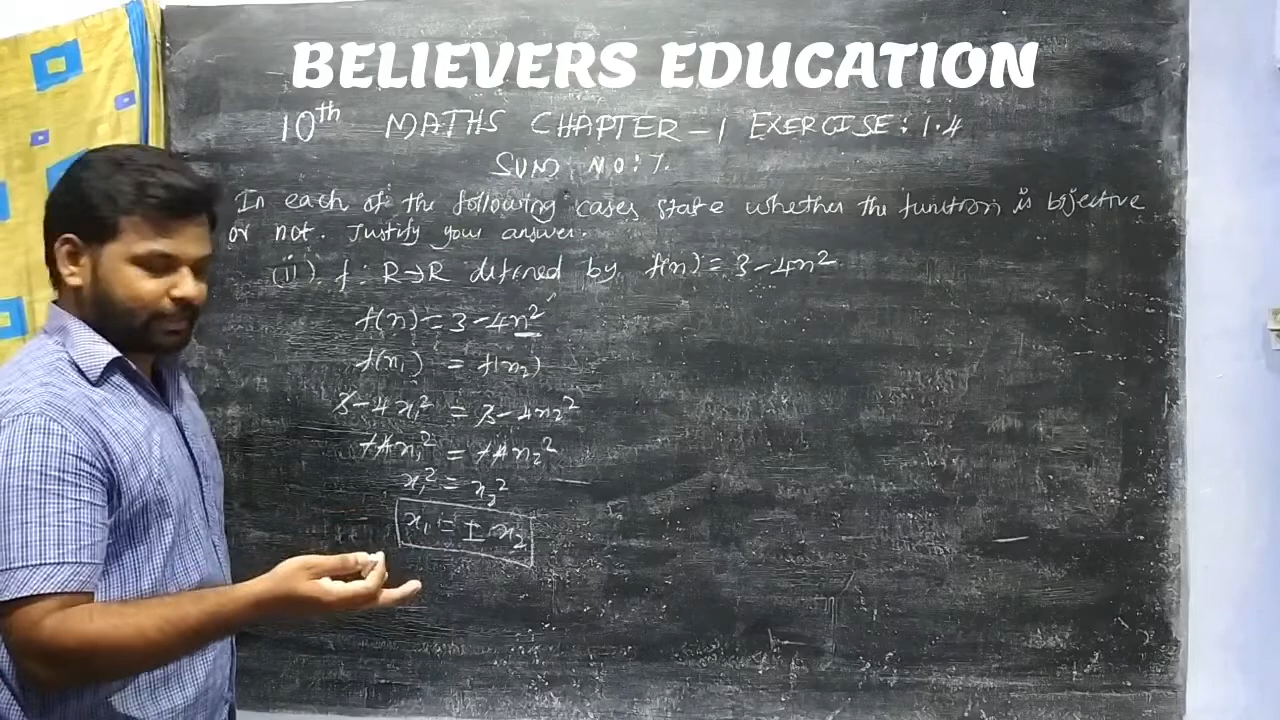 BELIEVERS EDUCATION
10th MATHS CHAPTER-1 EXERCISE: 1.4
SUM NO: 7.
In each of the following cases state whether the function is bijective
or not. Justify your answer.
(ii). f: R→R defined by f(x) = 3-4x²
f(x) = 3-4x²
f(x₁) = f(x₂)
3-4x₁² = 3-4x₂²
+4x₁² = +4x₂²
x₁² = x₂²
x₁ = ± x₂